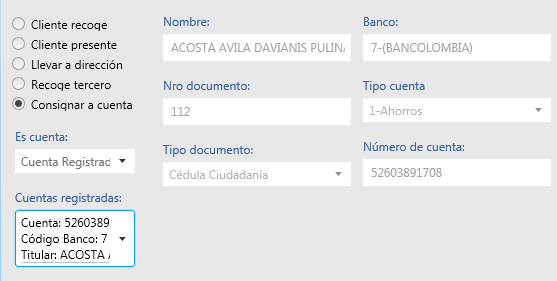 Cliente recoge
Cliente presente
Llevar a dirección
Recoge tercero
Consignar a cuenta
Es cuenta:
Cuenta Registrad
Cuentas registradas:
Cuenta: 5260389
Código Banco: 7
Titular: ACOSTA
Nombre:
ACOSTA AVILA DAVIANIS PULINA
Nro documento:
112
Tipo documento:
Cédula Ciudadanía
Banco:
7-(BANCOLOMBIA)
Tipo cuenta
1-Ahorros
Número de cuenta:
52603891708